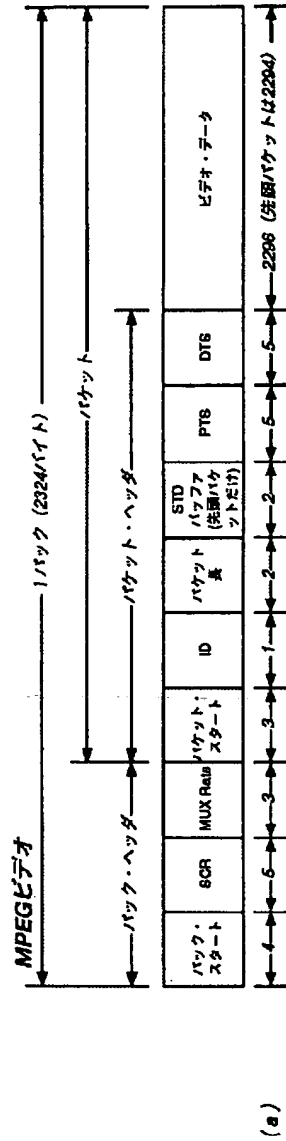 MPEGビデオ
1パック (2324バイト)
パケット
パック・ヘッダ
パケット・ヘッダ
パック・
スタート
SCR
MUX Rate
パケット・
スタート
ID
パケット
長
STD
バッファ
(先頭パケ
ットだけ)
PTS
DTS
ビデオ・データ
(a)
4
5
3
3
1
2
2
5
5
2296 (先頭パケットは2294)